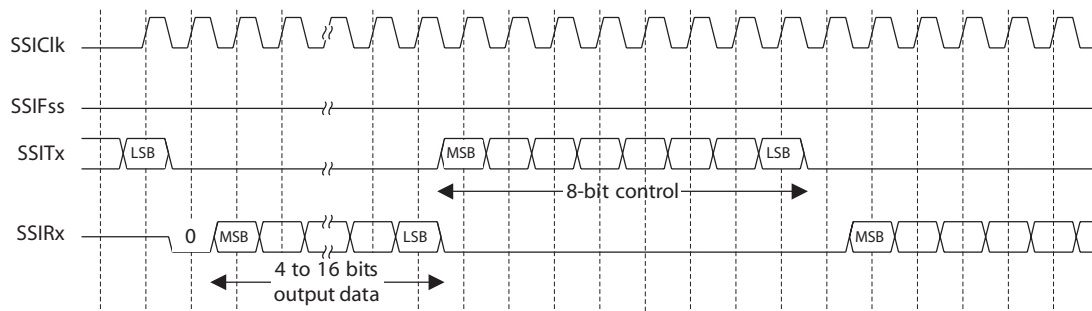 SSIClk
SSIFss
SSITx
LSB
MSB
LSB
8-bit control
SSIRx
0
MSB
LSB
MSB
4 to 16 bits
output data